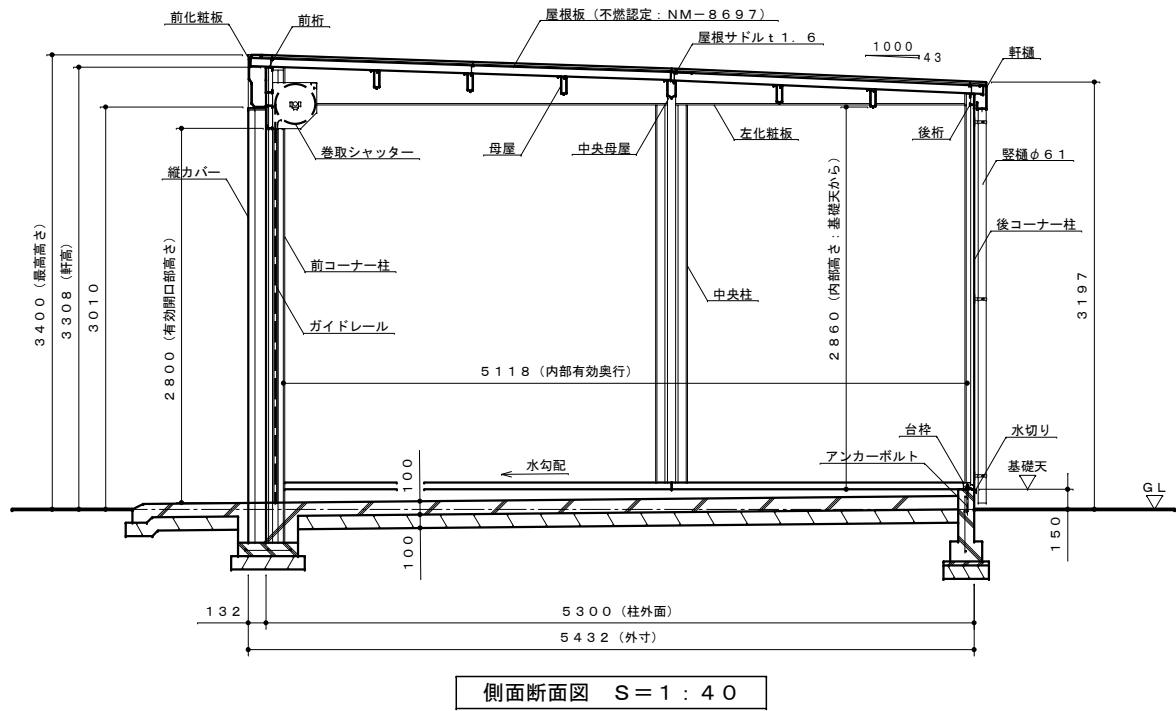 前化粧板
前桁
屋根板（不燃認定：NM－8697）
屋根サドルｔ1．6
1000
43
軒樋
巻取シャッター
母屋
中央母屋
左化粧板
後桁
竪樋φ61
縦カバー
前コーナー柱
ガイドレール
中央柱
後コーナー柱
3400（最高高さ）
3308（軒高）
3010
2800（有効開口部高さ）
2860（内部高さ：基礎天から）
3197
5118（内部有効奥行）
台枠
水切り
アンカーボルト
基礎天
GL
水勾配
100
100
150
132
5300（柱外面）
5432（外寸）
側面断面図　S＝1：40